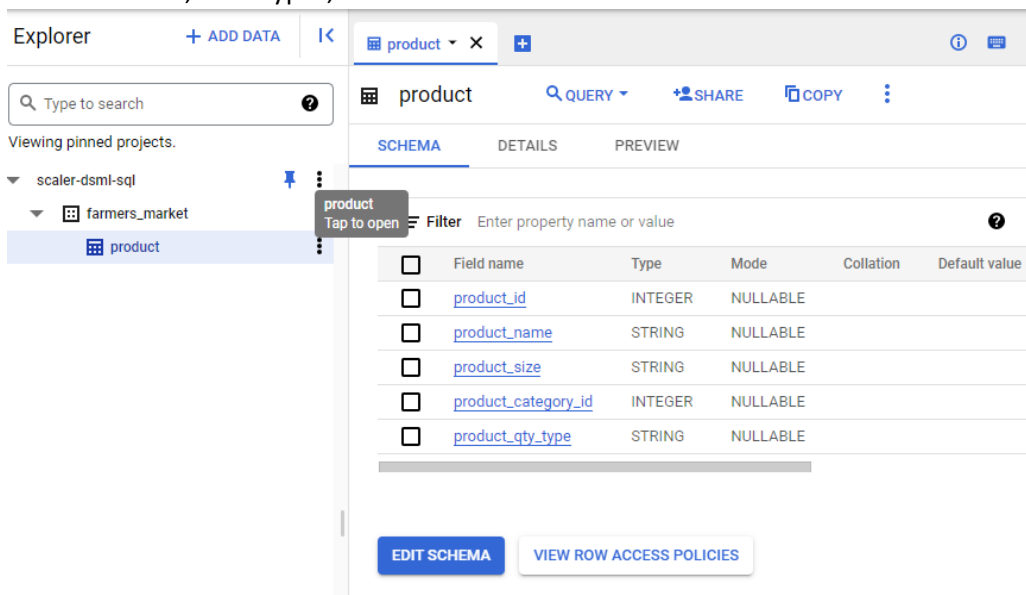 Explorer
+ ADD DATA
product
product
QUERY
SHARE
COPY
Type to search
Viewing pinned projects.
SCHEMA
DETAILS
PREVIEW
scaler-dsml-sql
farmers_market
product
product
Tap to open
Filter Enter property name or value
Field name Type Mode Collation Default value
product_id INTEGER NULLABLE
product_name STRING NULLABLE
product_size STRING NULLABLE
product_category_id INTEGER NULLABLE
product_qty_type STRING NULLABLE
EDIT SCHEMA
VIEW ROW ACCESS POLICIES